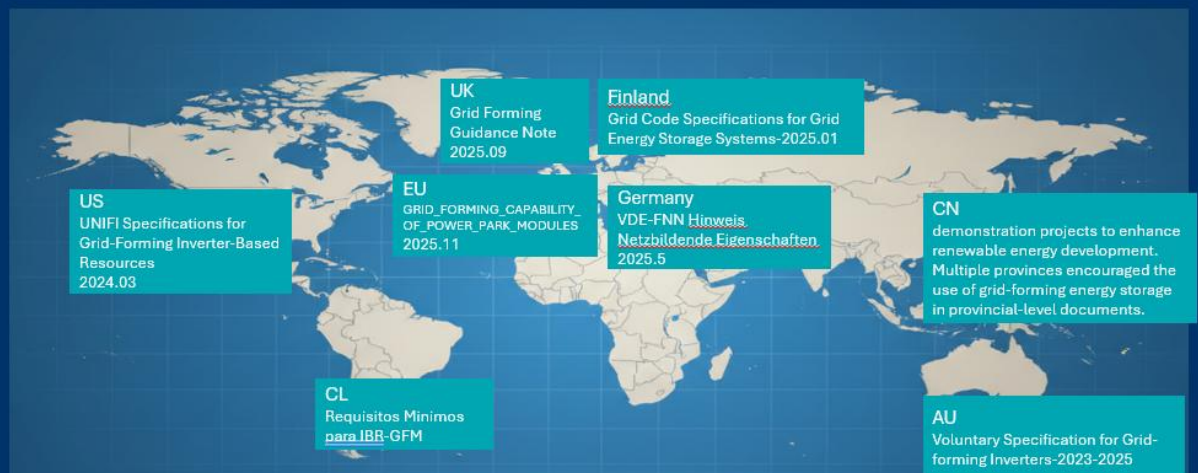 UK
Grid Forming
Guidance Note
2025.09
Finland
Grid Code Specifications for Grid
Energy Storage Systems-2025.01
US
UNIFI Specifications for
Grid-Forming Inverter-Based
Resources
2024.03
EU
GRID_FORMING_CAPABILITY_
OF_POWER_PARK_MODULES
2025.11
Germany
VDE-FNN Hinweis
Netzbildende Eigenschaften
2025.5
CN
demonstration projects to enhance
renewable energy development.
Multiple provinces encouraged the
use of grid-forming energy storage
in provincial-level documents.
CL
Requisitos Minimos
para IBR-GFM
AU
Voluntary Specification for Grid-
forming Inverters-2023-2025